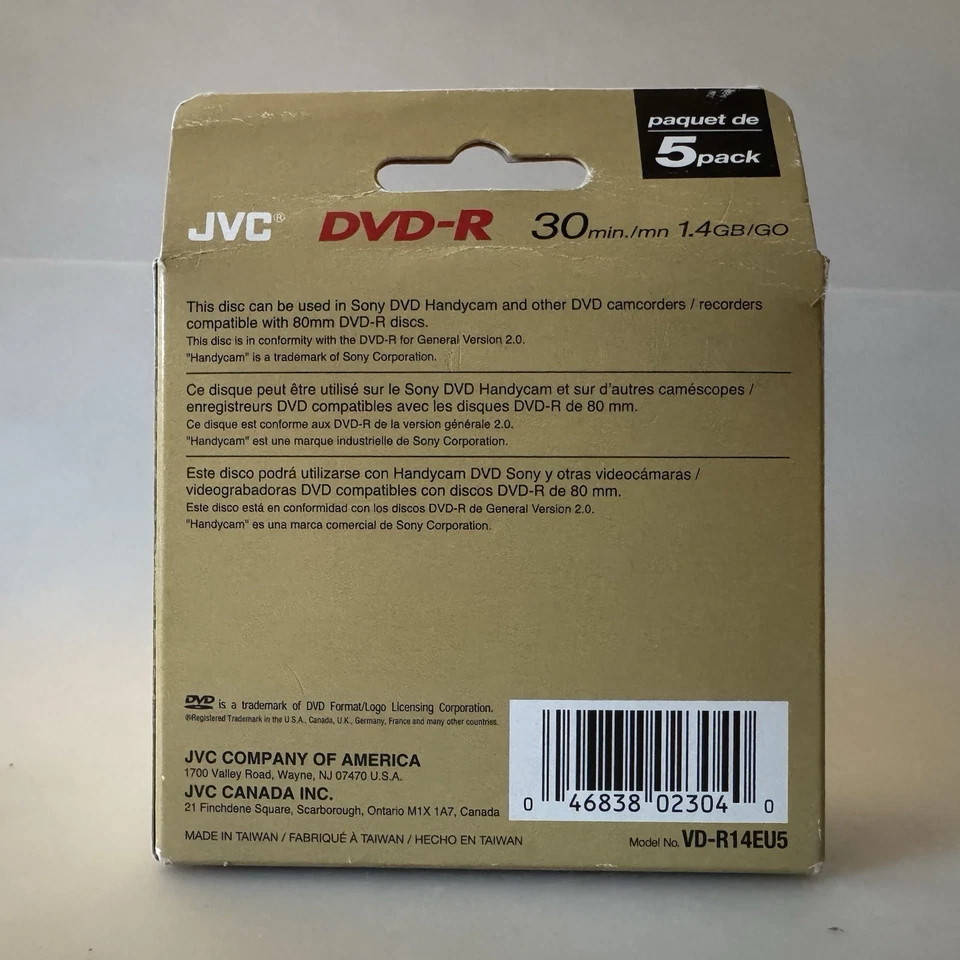 paquet de
5pack
JVC® DVD-R 30min./mn 1.4GB/GO
This disc can be used in Sony DVD Handycam and other DVD camcorders / recorders
compatible with 80mm DVD-R discs.
This disc is in conformity with the DVD-R for General Version 2.0.
"Handycam" is a trademark of Sony Corporation.
Ce disque peut être utilisé sur le Sony DVD Handycam et sur d'autres caméscopes /
enregistreurs DVD compatibles avec les disques DVD-R de 80 mm.
Ce disque est conforme aux DVD-R de la version générale 2.0.
"Handycam" est une marque industrielle de Sony Corporation.
Este disco podrá utilizarse con Handycam DVD Sony y otras videocámaras /
videograbadoras DVD compatibles con discos DVD-R de 80 mm.
Este disco está en conformidad con los discos DVD-R de General Version 2.0.
"Handycam" es una marca comercial de Sony Corporation.
DVD is a trademark of DVD Format/Logo Licensing Corporation.
®Registered Trademark in the U.S.A., Canada, U.K., Germany, France and many other countries.
JVC COMPANY OF AMERICA
1700 Valley Road, Wayne, NJ 07470 U.S.A.
JVC CANADA INC.
21 Finchdene Square, Scarborough, Ontario M1X 1A7, Canada
0 46838 02304 0
MADE IN TAIWAN / FABRIQUÉ À TAIWAN / HECHO EN TAIWAN
Model No. VD-R14EU5